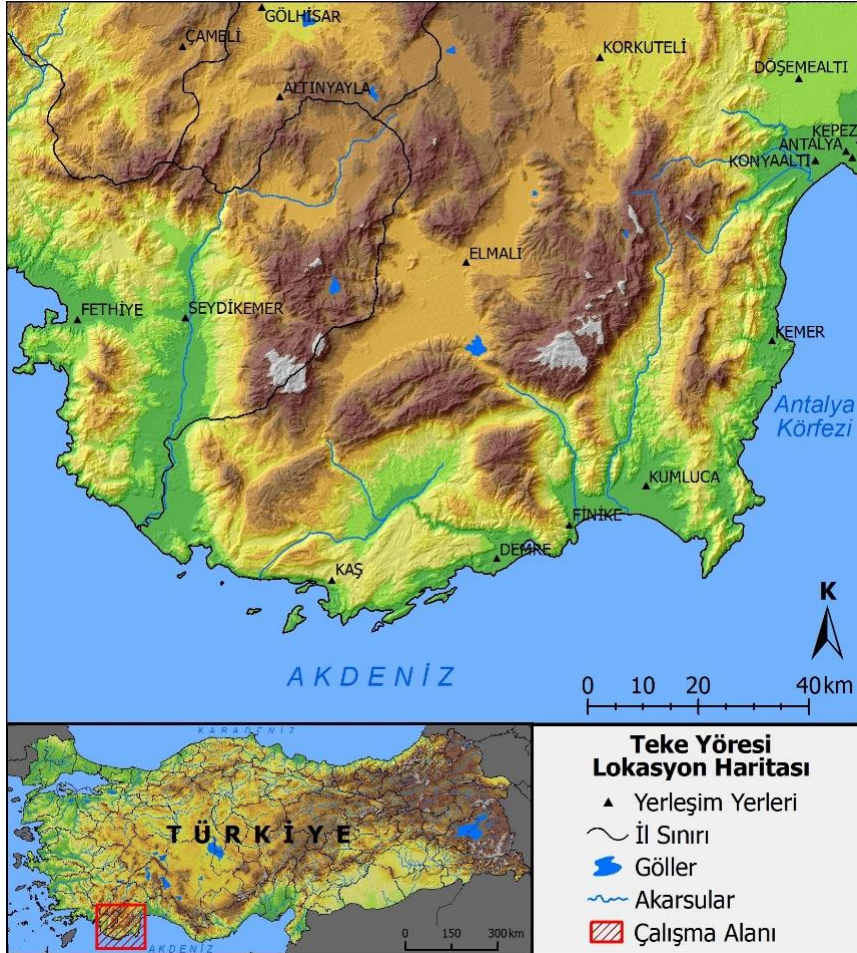 GÖLHİSAR
ÇAMELİ
KORKUTELİ
DÖŞEMEALTI
ALTINYAYLA
KEPEZ
ANTALYA
KONYAALTI
ELMALI
FETHİYE
SEYDİKEMER
KEMER
Antalya
Körfezi
KUMLUCA
FİNİKE
DEMRE
KAŞ
K
AKDENİZ
0 10 20 40 km
KARADENİZ
TÜRKİYE
AKDENİZ
0 150 300 km
Teke Yöresi
Lokasyon Haritası
Yerleşim Yerleri
İl Sınırı
Göller
Akarsular
Çalışma Alanı